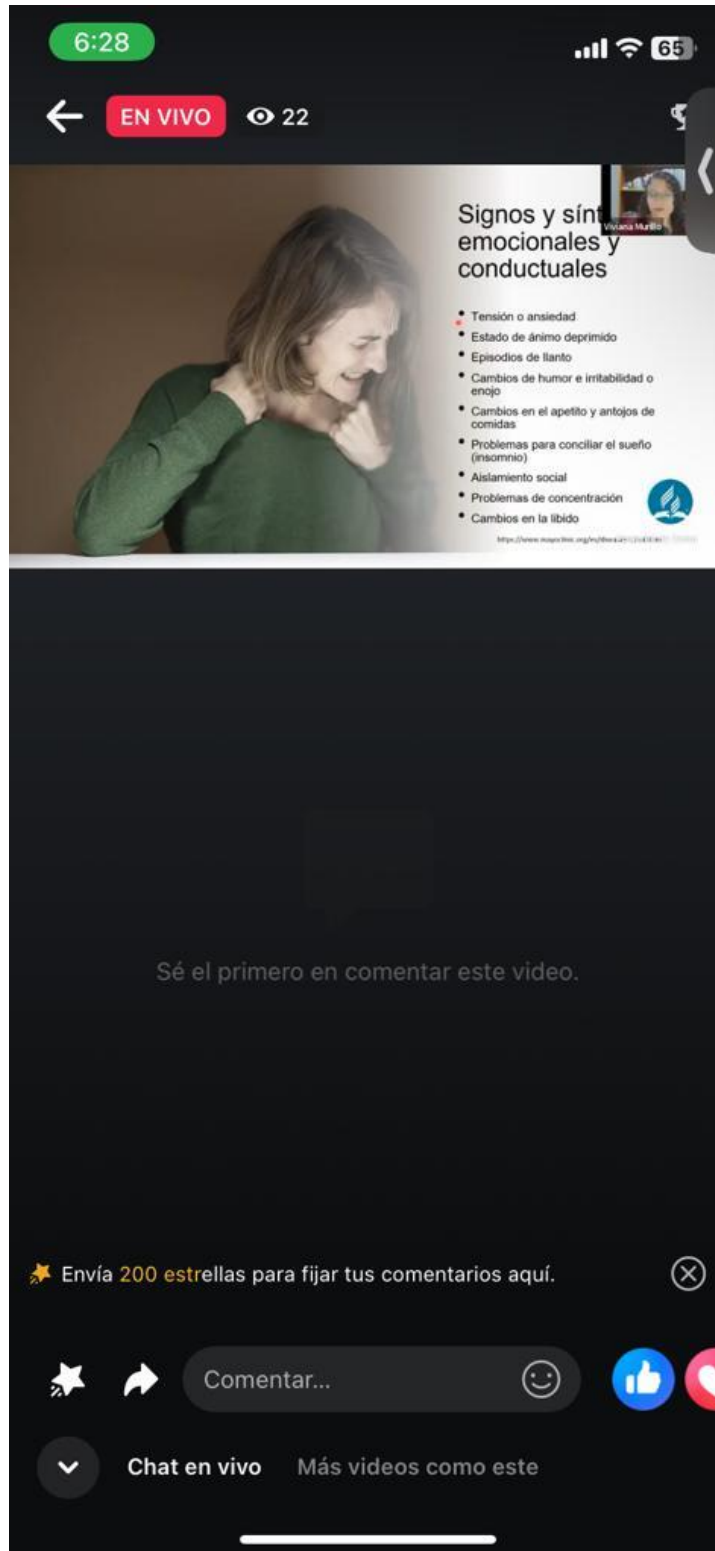 6:28
65
EN VIVO
22
Signos y sínt
emocionales y
conductuales
Viviana Murillo
• Tensión o ansiedad
• Estado de ánimo deprimido
• Episodios de llanto
• Cambios de humor e irritabilidad o
enojo
• Cambios en el apetito y antojos de
comidas
• Problemas para conciliar el sueño
(insomnio)
• Aislamiento social
• Problemas de concentración
• Cambios en la libido
Sé el primero en comentar este video.
Envía 200 estrellas para fijar tus comentarios aquí.
Comentar...
Chat en vivo
Más videos como este